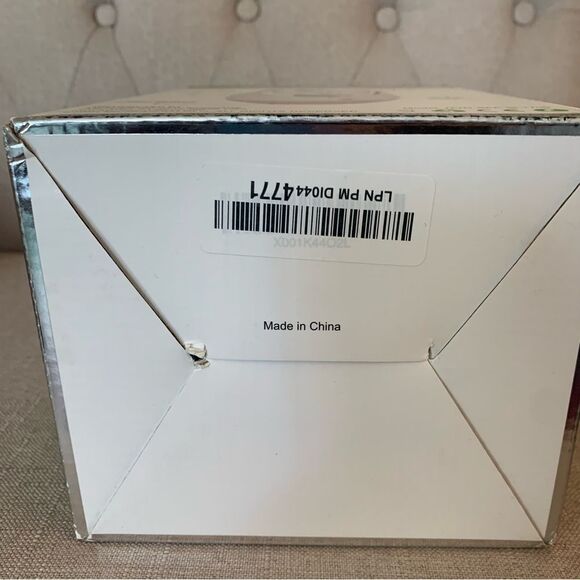 LPN PM DI0444771
X001K44O2L
Made in China